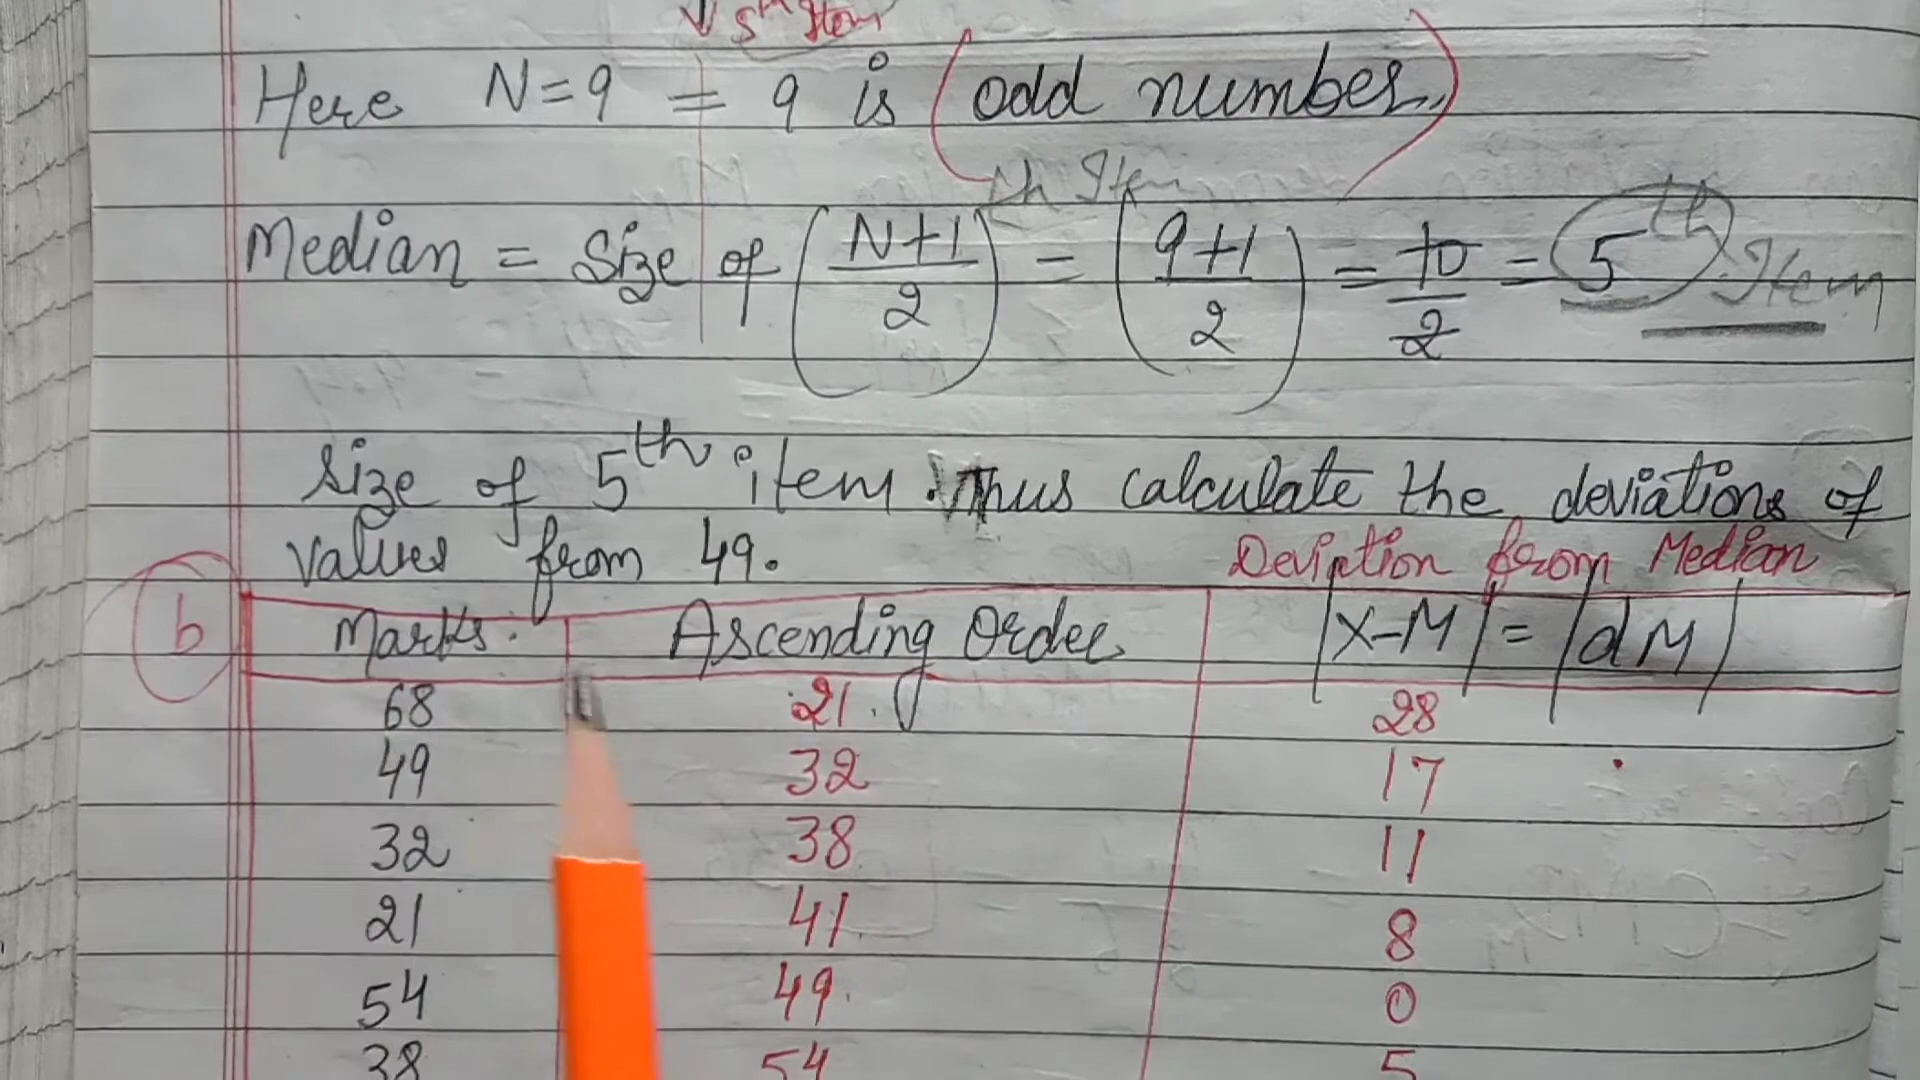 5th Item
Here N=9 = 9 is (odd number)
Median = Size of (N+1/2)th Item = (9+1/2) = 10/2 = 5th Item
Size of 5th item. Thus calculate the deviations of
values from 49.
Deviation from Median
b Marks. Ascending Order |X-M| = |dM|
68 21. 28
49 32 17
32 38 11
21 41 8
54 49. 0
38 54 5